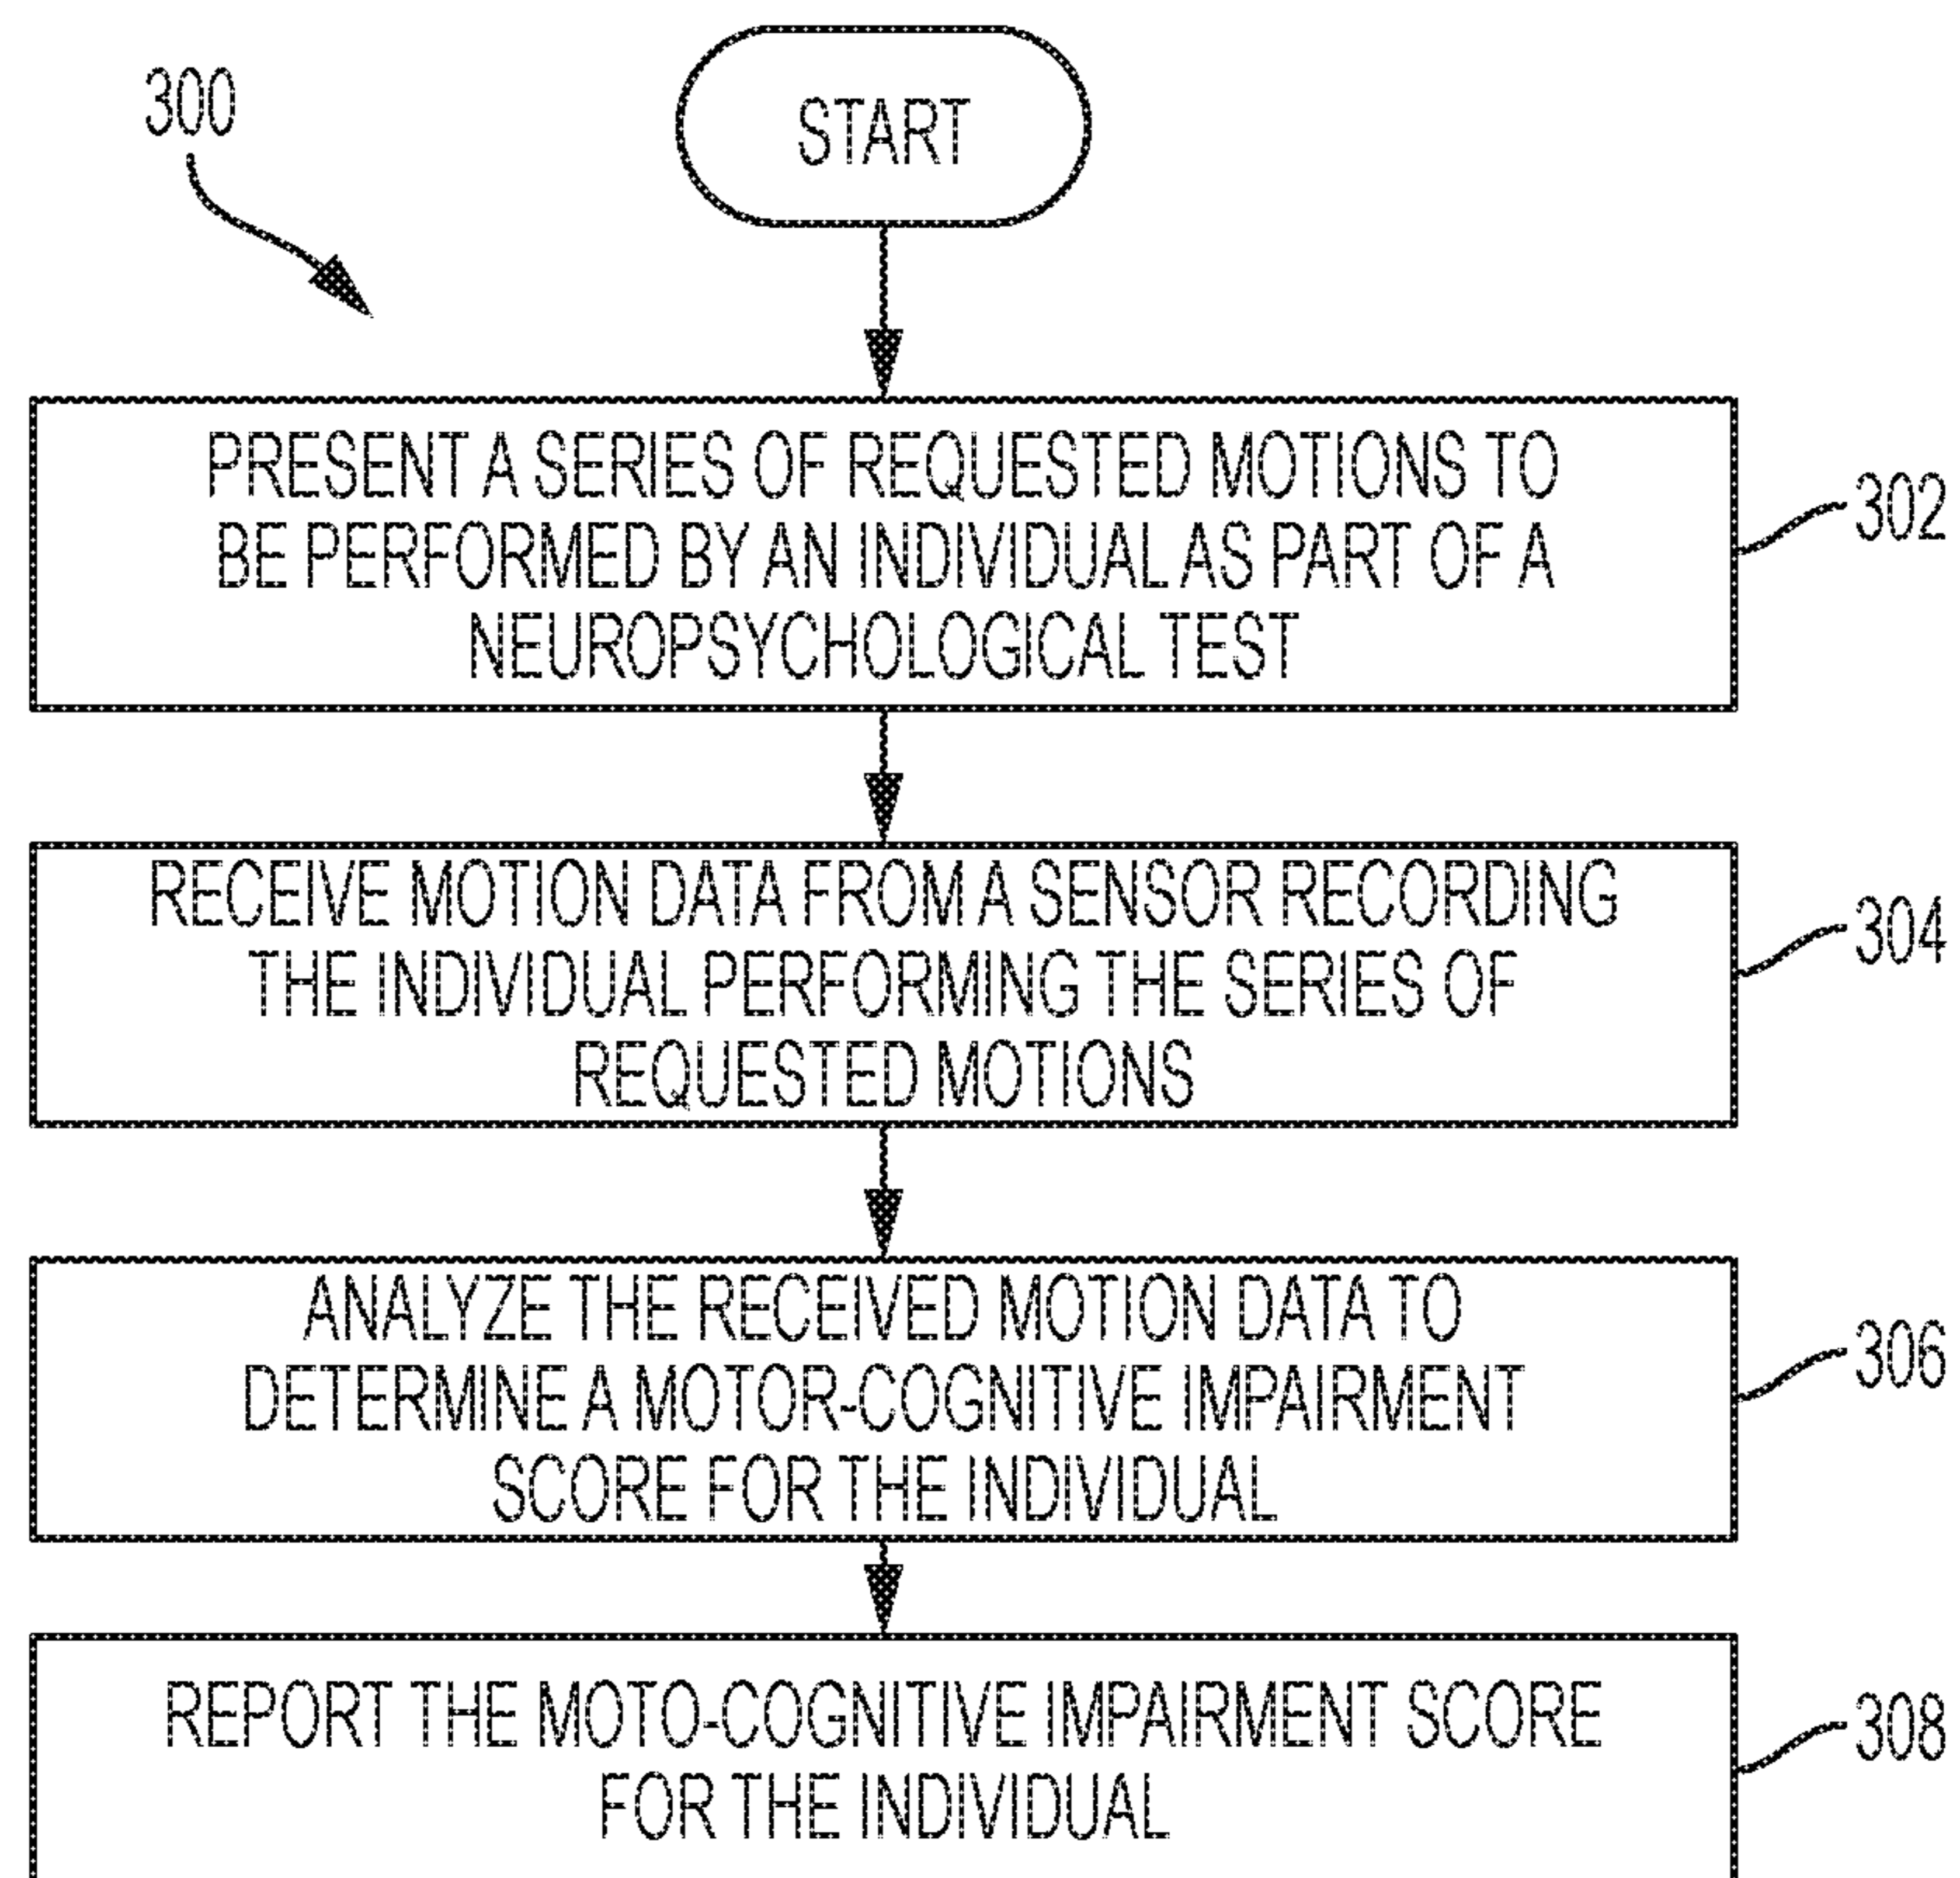 300
START
PRESENT A SERIES OF REQUESTED MOTIONS TO
BE PERFORMED BY AN INDIVIDUAL AS PART OF A
NEUROPSYCHOLOGICAL TEST
302
RECEIVE MOTION DATA FROM A SENSOR RECORDING
THE INDIVIDUAL PERFORMING THE SERIES OF
REQUESTED MOTIONS
304
ANALYZE THE RECEIVED MOTION DATA TO
DETERMINE A MOTOR-COGNITIVE IMPAIRMENT
SCORE FOR THE INDIVIDUAL
306
REPORT THE MOTO-COGNITIVE IMPAIRMENT SCORE
FOR THE INDIVIDUAL
308